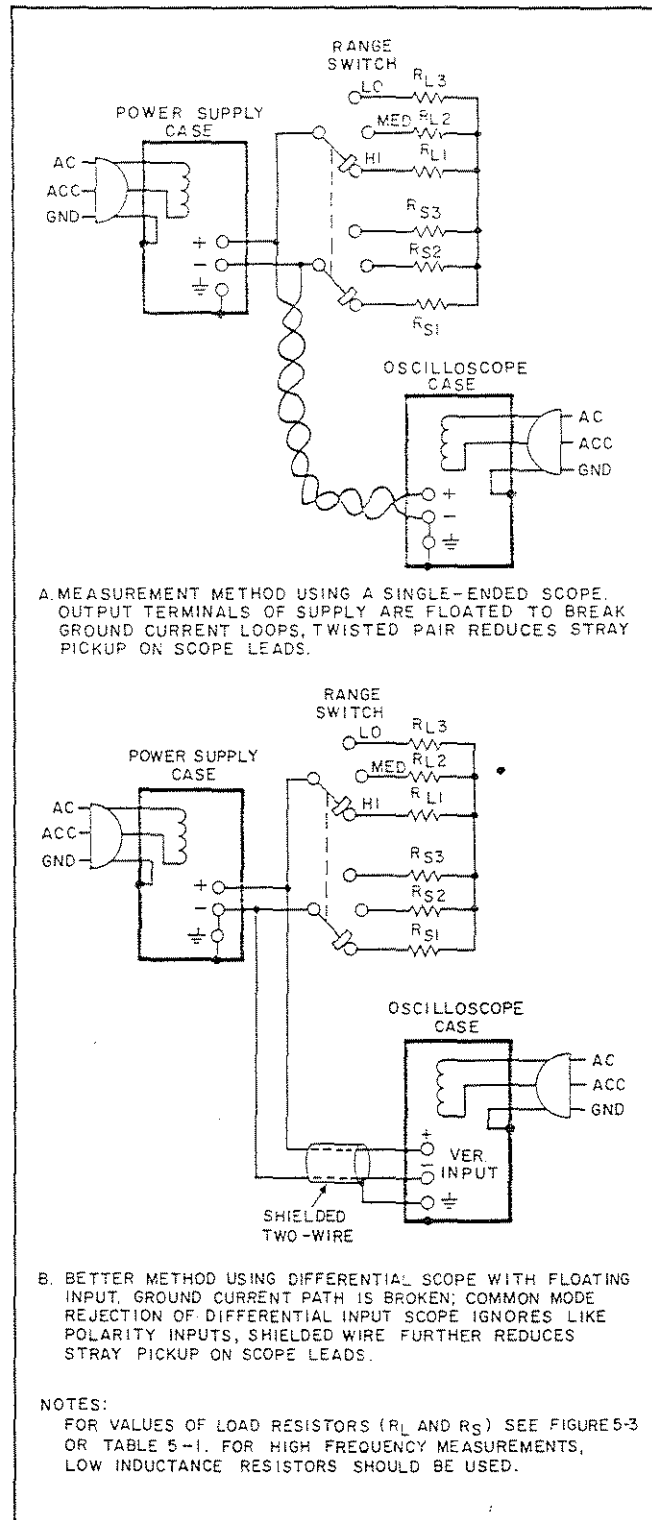 RANGE
SWITCH
LO
RL3
POWER SUPPLY
CASE
MED
RL2
HI
RL1
AC
ACC
GND
RS3
+
RS2
-
RS1
OSCILLOSCOPE
CASE
AC
ACC
GND
+
-
A. MEASUREMENT METHOD USING A SINGLE-ENDED SCOPE.
OUTPUT TERMINALS OF SUPPLY ARE FLOATED TO BREAK
GROUND CURRENT LOOPS, TWISTED PAIR REDUCES STRAY
PICKUP ON SCOPE LEADS.
RANGE
SWITCH
LO
RL3
POWER SUPPLY
CASE
MED
RL2
HI
RL1
AC
ACC
GND
RS3
+
RS2
-
RS1
OSCILLOSCOPE
CASE
AC
ACC
GND
+
VER.
- INPUT
SHIELDED
TWO-WIRE
B. BETTER METHOD USING DIFFERENTIAL SCOPE WITH FLOATING
INPUT. GROUND CURRENT PATH IS BROKEN; COMMON MODE
REJECTION OF DIFFERENTIAL INPUT SCOPE IGNORES LIKE
POLARITY INPUTS, SHIELDED WIRE FURTHER REDUCES
STRAY PICKUP ON SCOPE LEADS.
NOTES:
FOR VALUES OF LOAD RESISTORS (RL AND RS) SEE FIGURE 5-3
OR TABLE 5-1. FOR HIGH FREQUENCY MEASUREMENTS,
LOW INDUCTANCE RESISTORS SHOULD BE USED.